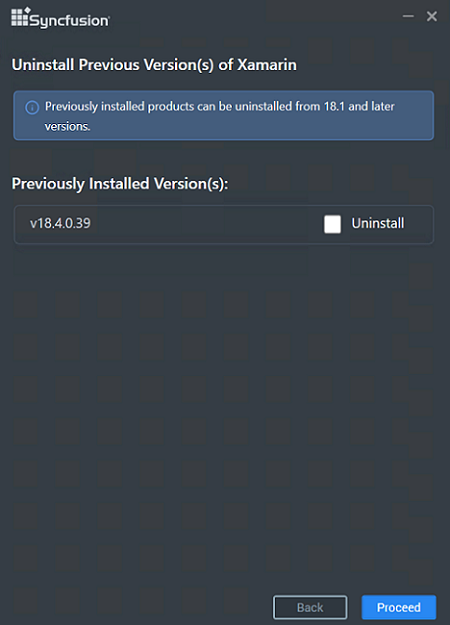 Syncfusion®
Uninstall Previous Version(s) of Xamarin
Previously installed products can be uninstalled from 18.1 and later
versions.
Previously Installed Version(s):
v18.4.0.39 Uninstall
Back Proceed